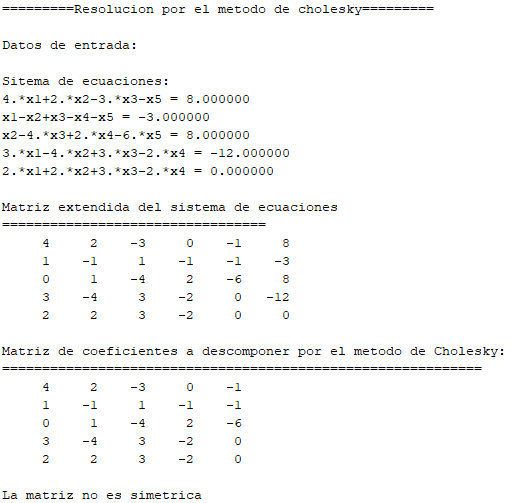 =========Resolucion por el metodo de cholesky=========
Datos de entrada:
Sitema de ecuaciones:
4.*x1+2.*x2-3.*x3-x5 = 8.000000
x1-x2+x3-x4-x5 = -3.000000
x2-4.*x3+2.*x4-6.*x5 = 8.000000
3.*x1-4.*x2+3.*x3-2.*x4 = -12.000000
2.*x1+2.*x2+3.*x3-2.*x4 = 0.000000
Matriz extendida del sistema de ecuaciones
=================================
4 2 -3 0 -1 8
1 -1 1 -1 -1 -3
0 1 -4 2 -6 8
3 -4 3 -2 0 -12
2 2 3 -2 0 0
Matriz de coeficientes a descomponer por el metodo de Cholesky:
============================================================
4 2 -3 0 -1
1 -1 1 -1 -1
0 1 -4 2 -6
3 -4 3 -2 0
2 2 3 -2 0
La matriz no es simetrica